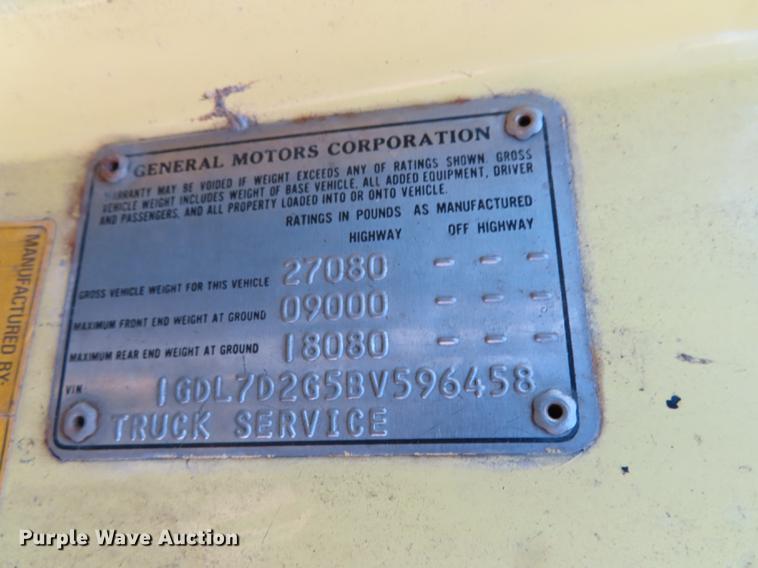 GENERAL MOTORS CORPORATION
WARRANTY MAY BE VOIDED IF WEIGHT EXCEEDS ANY OF RATINGS SHOWN. GROSS
VEHICLE WEIGHT INCLUDES WEIGHT OF BASE VEHICLE, ALL ADDED EQUIPMENT, DRIVER
AND PASSENGERS, AND ALL PROPERTY LOADED INTO OR ONTO VEHICLE.
RATINGS IN POUNDS AS MANUFACTURED
HIGHWAY OFF HIGHWAY
GROSS VEHICLE WEIGHT FOR THIS VEHICLE 27080 - - -
MAXIMUM FRONT END WEIGHT AT GROUND 09000 - - -
MAXIMUM REAR END WEIGHT AT GROUND 18080 - - -
VIN 1GDL7D2G5BV596458
TRUCK SERVICE
MANUFACTURED BY:
Purple Wave Auction